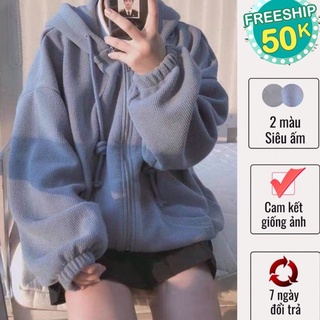 FREESHIP
50K
2 màu
Siêu ấm
Cam kết
giống ảnh
7 ngày
đổi trả